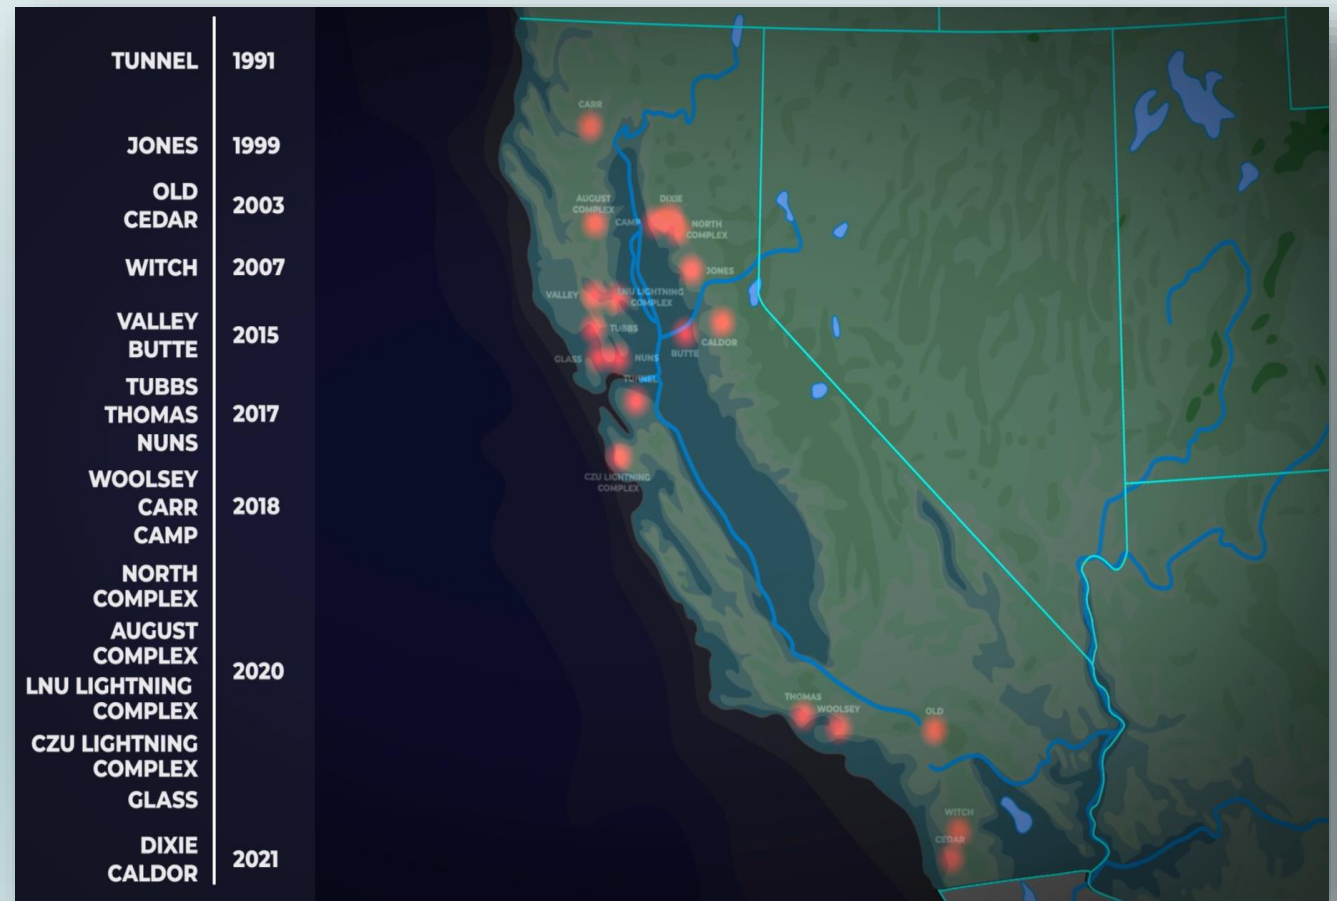 TUNNEL 1991
JONES 1999
OLD
CEDAR
2003
WITCH 2007
VALLEY
BUTTE
2015
TUBBS
THOMAS
NUNS
2017
WOOLSEY
CARR
CAMP
2018
NORTH
COMPLEX
AUGUST
COMPLEX
LNU LIGHTNING
COMPLEX
CZU LIGHTNING
COMPLEX
GLASS
2020
DIXIE
CALDOR
2021
CARR
AUGUST
COMPLEX
DIXIE
CAMP
NORTH
COMPLEX
JONES
VALLEY
LNU LIGHTNING
COMPLEX
TUBBS
CALDOR
BUTTE
GLASS
NUNS
TUNNEL
CZU LIGHTNING
COMPLEX
THOMAS
WOOLSEY
OLD
WITCH
CEDAR